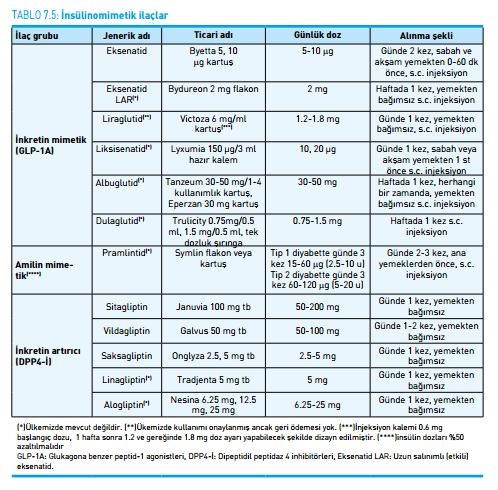 TABLO 7.5: İnsülinomimetik ilaçlar
İlaç grubu Jenerik adı Ticari adı Günlük doz Alınma şekli
İnkretin mimetik (GLP-1A)
Eksenatid Byetta 5, 10 µg kartuş 5-10 µg Günde 2 kez, sabah ve akşam yemekten 0-60 dk önce, s.c. injeksiyon
Eksenatid LAR(*) Bydureon 2 mg flakon 2 mg Haftada 1 kez, yemekten bağımsız s.c. injeksiyon
Liraglutid(**) Victoza 6 mg/ml kartuş(***) 1.2-1.8 mg Günde 1 kez, yemekten bağımsız, s.c. injeksiyon
Liksisenatid(*) Lyxumia 150 µg/3 ml hazır kalem 10, 20 µg Günde 1 kez, sabah veya akşam yemekten 1 st önce s.c. injeksiyon
Albuglutid(*) Tanzeum 30-50 mg/1-4 kullanımlık kartuş, Eperzan 30 mg kartuş 30-50 mg Haftada 1 kez, herhangi bir zamanda, yemekten bağımsız s.c. injeksiyon
Dulaglutid(*) Trulicity 0.75mg/0.5 ml, 1.5 mg/0.5 ml, tek dozluk şırınga 0.75-1.5 mg Haftada 1 kez s.c. injeksiyon
Amilin mime-tik(****)
Pramlintid(*) Symlin flakon veya kartuş Tip 1 diyabette günde 3 kez 15-60 µg (2.5-10 u) Tip 2 diyabette günde 3 kez 60-120 µg (5-20 u) Günde 2-3 kez, ana yemeklerden önce, s.c. injeksiyon
İnkretin artırıcı (DPP4-İ)
Sitagliptin Januvia 100 mg tb 50-200 mg Günde 1 kez, yemekten bağımsız
Vildagliptin Galvus 50 mg tb 50-100 mg Günde 1-2 kez, yemekten bağımsız
Saksagliptin Onglyza 2.5, 5 mg tb 2.5-5 mg Günde 1 kez, yemekten bağımsız
Linagliptin(*) Tradjenta 5 mg tb 5 mg Günde 1 kez, yemekten bağımsız
Alogliptin(*) Nesina 6.25 mg, 12.5 mg, 25 mg 6.25-25 mg Günde 1 kez, yemekten bağımsız
(*)Ülkemizde mevcut değildir. (**)Ükemizde kullanımı onaylanmış ancak geri ödemesi yok. (***)İnjeksiyon kalemi 0.6 mg
başlangıç dozu, 1 hafta sonra 1.2 ve gereğinde 1.8 mg doz ayarı yapabilecek şekilde dizayn edilmiştir. (****)insülin dozları %50
azaltılmalıdır
GLP-1A: Glukagona benzer peptid-1 agonistleri, DPP4-İ: Dipeptidil peptidaz 4 inhibitörleri, Eksenatid LAR: Uzun salınımlı (etkili)
eksenatid.